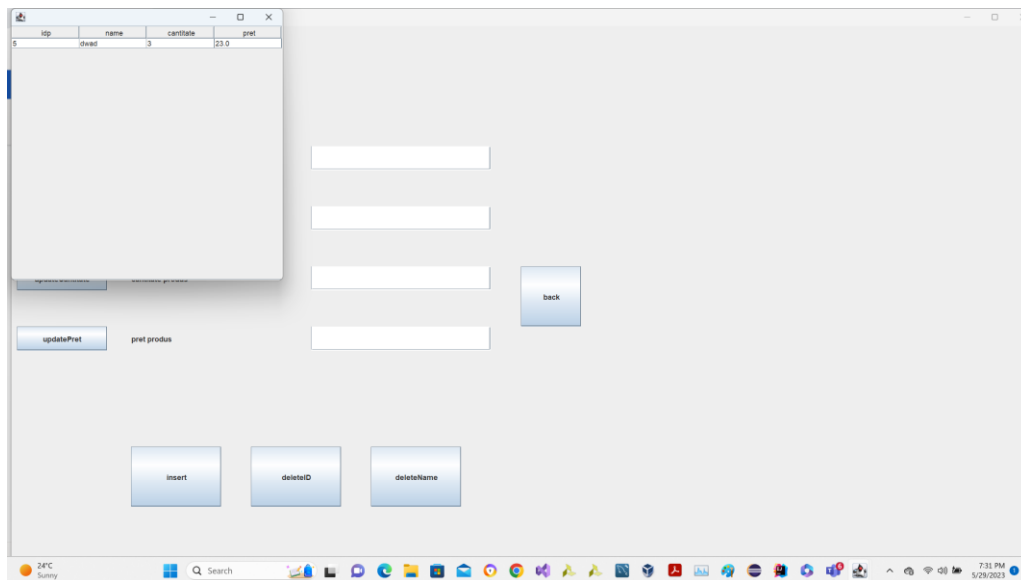 idp name cantitate pret
5 dwad 3 23.0
back
updatePret pret produs
insert deleteID deleteName
24°C
Sunny
Search
7:31 PM
5/29/2023